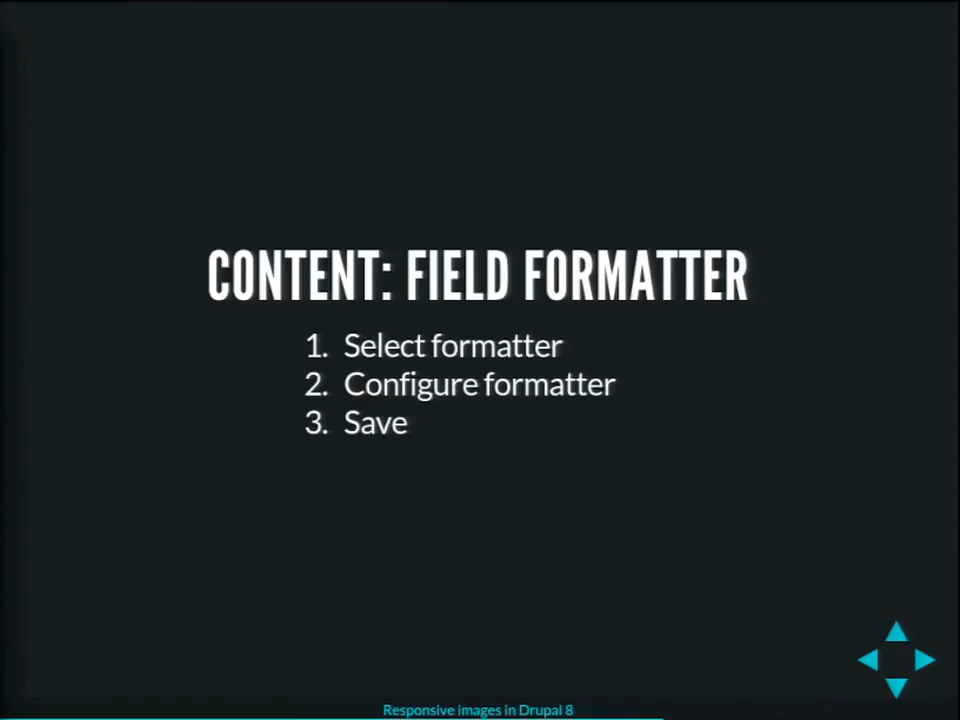 CONTENT: FIELD FORMATTER
1. Select formatter
2. Configure formatter
3. Save
Responsive images in Drupal 8